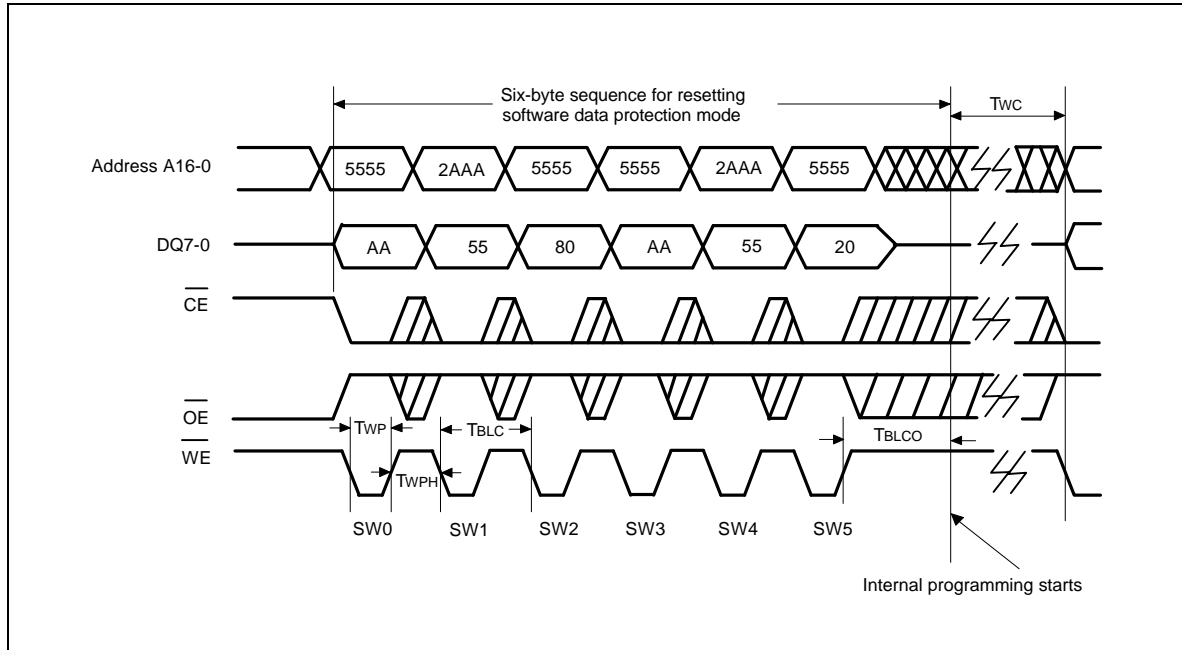 Six-byte sequence for resetting
software data protection mode
TWC
Address A16-0
5555 2AAA 5555 5555 2AAA 5555
DQ7-0
AA 55 80 AA 55 20
CE
OE
TWP TBLC TBLCO
WE
TWPH
SW0 SW1 SW2 SW3 SW4 SW5
Internal programming starts